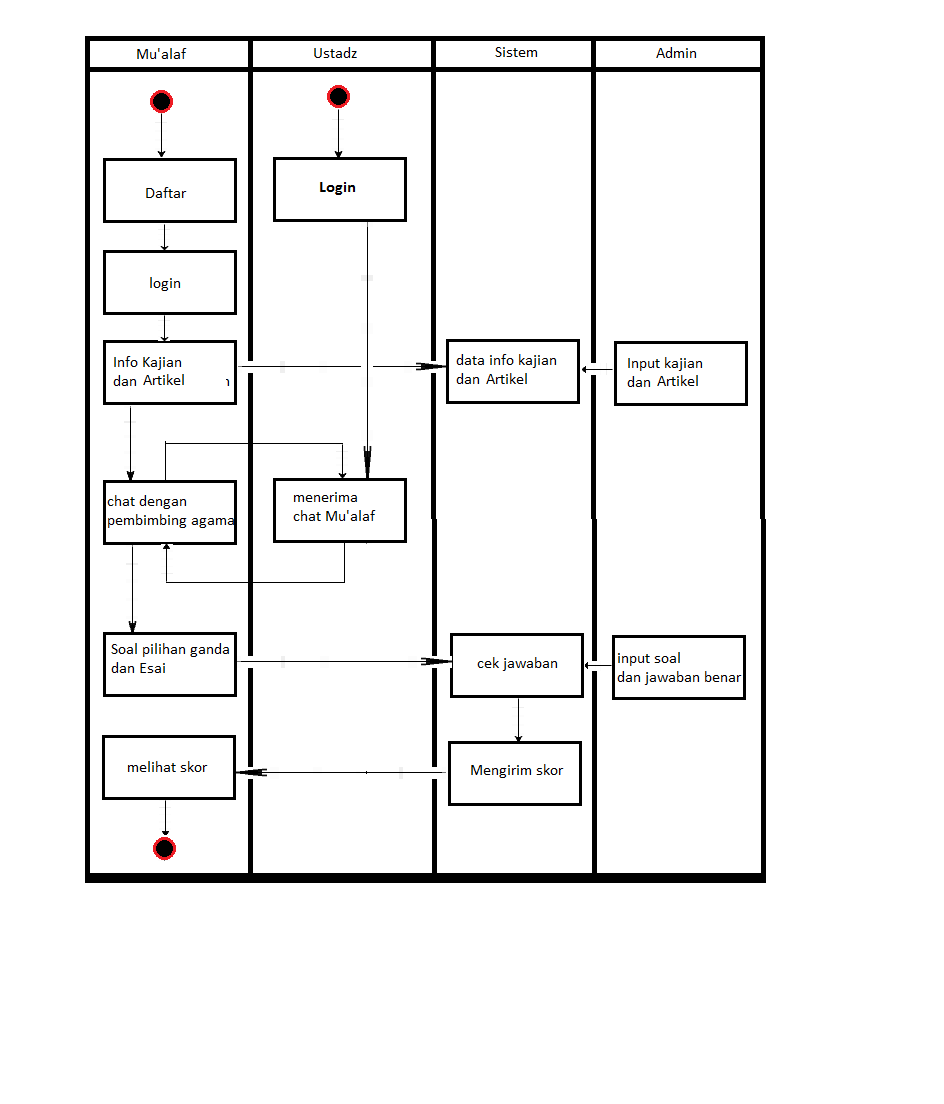 Mu'alaf
Ustadz
Sistem
Admin
Daftar
Login
login
Info Kajian
dan Artikel
data info kajian
dan Artikel
Input kajian
dan Artikel
chat dengan
pembimbing agama
menerima
chat Mu'alaf
Soal pilihan ganda
dan Esai
cek jawaban
input soal
dan jawaban benar
melihat skor
Mengirim skor